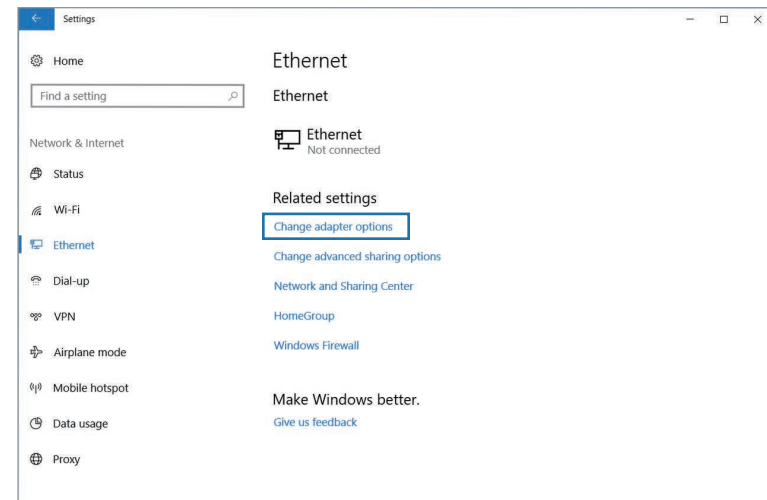 Settings
Home
Find a setting
Network & Internet
Status
Wi-Fi
Ethernet
Dial-up
VPN
Airplane mode
Mobile hotspot
Data usage
Proxy
Ethernet
Ethernet
Ethernet
Not connected
Related settings
Change adapter options
Change advanced sharing options
Network and Sharing Center
HomeGroup
Windows Firewall
Make Windows better.
Give us feedback